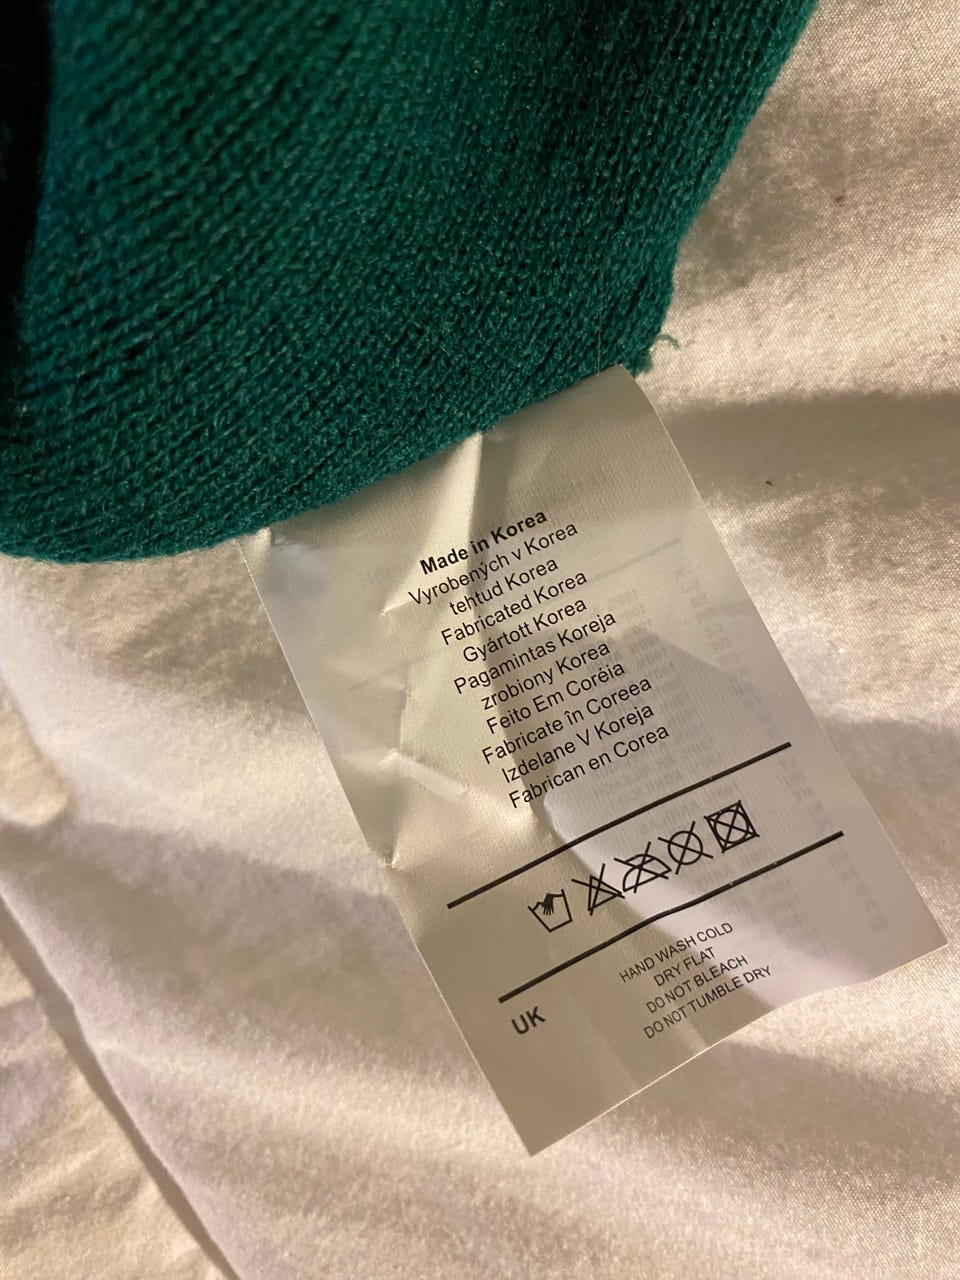 Made in Korea
Vyrobených v Korea
tehtud Korea
Fabricated Korea
Gyártott Korea
Pagamintas Koreja
zrobiony Korea
Feito Em Coréia
Fabricate în Coreea
Izdelane V Koreja
Fabrican en Corea
UK
HAND WASH COLD
DRY FLAT
DO NOT BLEACH
DO NOT TUMBLE DRY